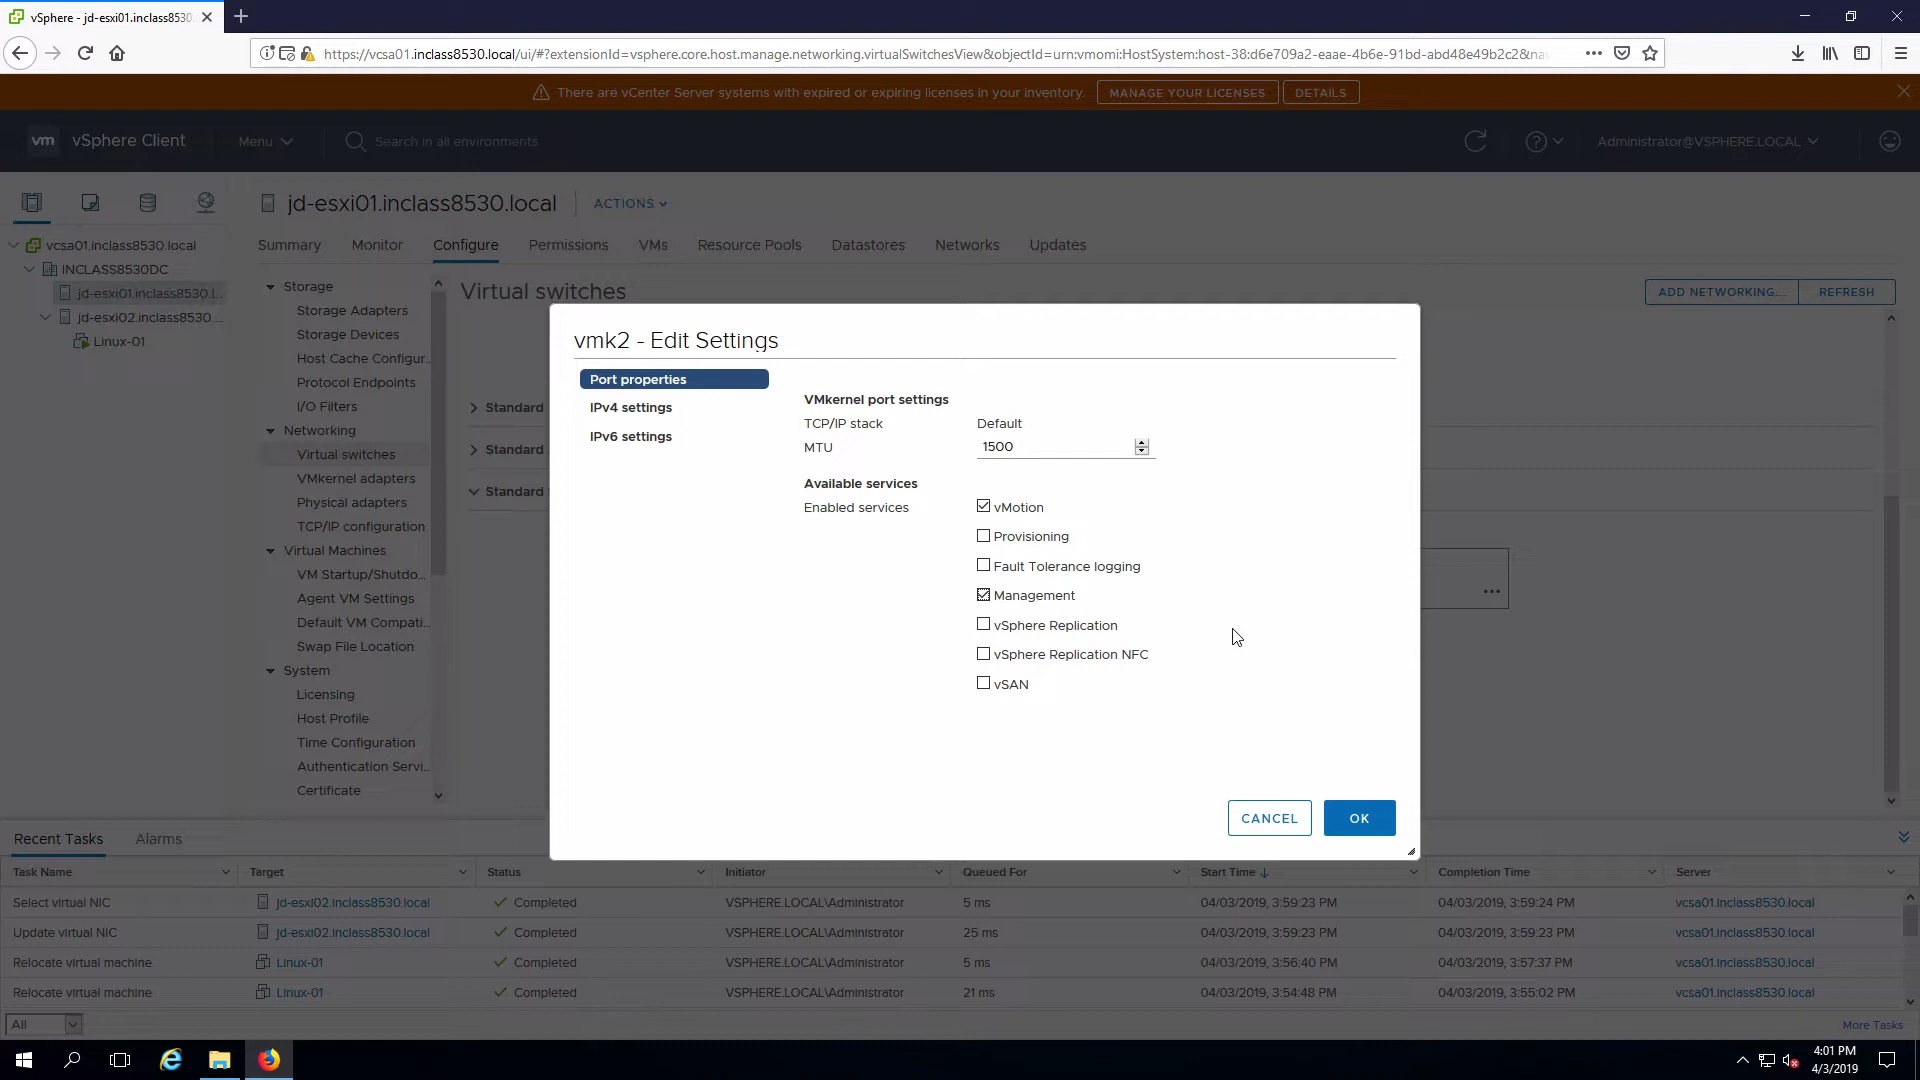 vSphere - jd-esxi01.inclass8530.
https://vcsa01.inclass8530.local/ui/#?extensionId=vsphere.core.host.manage.networking.virtualSwitchesView&objectId=urn:vmomi:HostSystem:host-38:d6e709a2-eaae-4b6e-91bd-abd48e49b2c2&na
There are vCenter Server systems with expired or expiring licenses in your inventory. MANAGE YOUR LICENSES DETAILS
vm vSphere Client Menu Search in all environments Administrator@VSPHERE.LOCAL
jd-esxi01.inclass8530.local ACTIONS
Summary Monitor Configure Permissions VMs Resource Pools Datastores Networks Updates
vcsa01.inclass8530.local
INCLASS8530DC
jd-esxi01.inclass8530.l...
jd-esxi02.inclass8530....
Linux-01
Storage
Storage Adapters
Storage Devices
Host Cache Configur..
Protocol Endpoints
I/O Filters
Networking
Virtual switches
VMkernel adapters
Physical adapters
TCP/IP configuration
Virtual Machines
VM Startup/Shutdo...
Agent VM Settings
Default VM Compati...
Swap File Location
System
Licensing
Host Profile
Time Configuration
Authentication Servi...
Certificate
Virtual switches
ADD NETWORKING... REFRESH
Standard
Standard
Standard
vmk2 - Edit Settings
Port properties
IPv4 settings
IPv6 settings
VMkernel port settings
TCP/IP stack Default
MTU 1500
Available services
Enabled services vMotion
Provisioning
Fault Tolerance logging
Management
vSphere Replication
vSphere Replication NFC
vSAN
CANCEL OK
Recent Tasks Alarms
Task Name Target Status Initiator Queued For Start Time Completion Time Server
Select virtual NIC jd-esxi02.inclass8530.local Completed VSPHERE.LOCAL\Administrator 5 ms 04/03/2019, 3:59:23 PM 04/03/2019, 3:59:24 PM vcsa01.inclass8530.local
Update virtual NIC jd-esxi02.inclass8530.local Completed VSPHERE.LOCAL\Administrator 25 ms 04/03/2019, 3:59:23 PM 04/03/2019, 3:59:23 PM vcsa01.inclass8530.local
Relocate virtual machine Linux-01 Completed VSPHERE.LOCAL\Administrator 5 ms 04/03/2019, 3:56:40 PM 04/03/2019, 3:57:37 PM vcsa01.inclass8530.local
Relocate virtual machine Linux-01 Completed VSPHERE.LOCAL\Administrator 21 ms 04/03/2019, 3:54:48 PM 04/03/2019, 3:55:02 PM vcsa01.inclass8530.local
All More Tasks
4:01 PM
4/3/2019